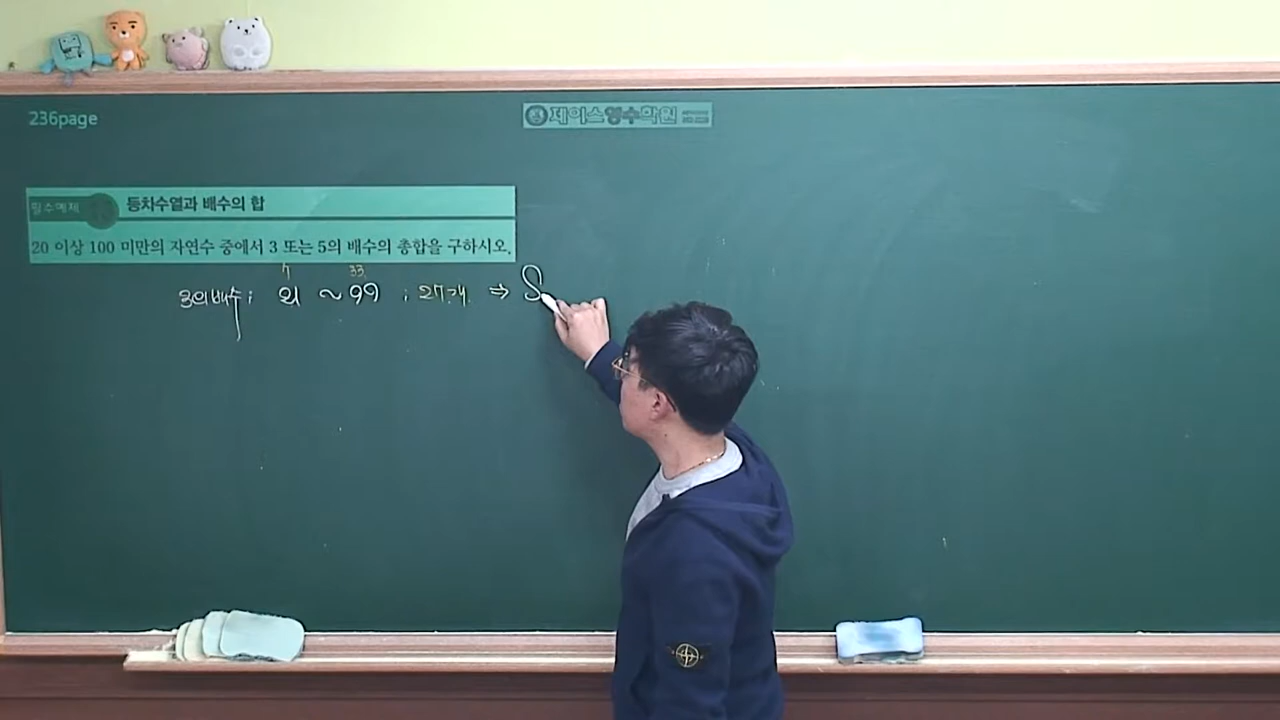 236page
제이스영수학원
필수예제
등차수열과 배수의 합
20 이상 100 미만의 자연수 중에서 3 또는 5의 배수의 총합을 구하시오.
7 33
3의배수; 21 ~ 99 ; 27개 ⇒ S